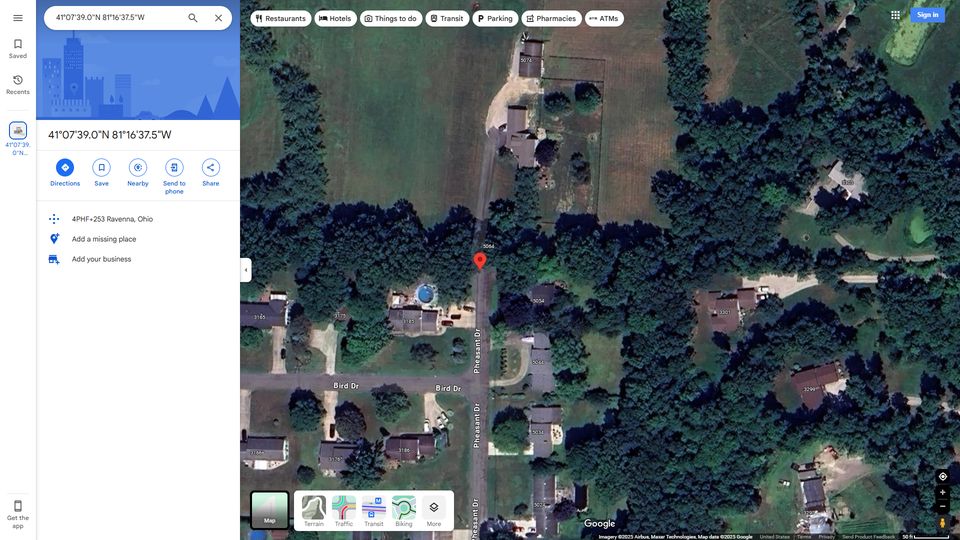 41°07'39.0"N 81°16'37.5"W
Restaurants
Hotels
Things to do
Transit
Parking
Pharmacies
ATMs
Sign in
Saved
Recents
41°07'39.
0"N...
41°07'39.0"N 81°16'37.5"W
Directions
Save
Nearby
Send to
phone
Share
4PHF+253 Ravenna, Ohio
Add a missing place
Add your business
5074
5064
5054
3165
3175
3185
3301
Pheasant Dr
5044
Bird Dr
Bird Dr
3299
Pheasant Dr
5034
3186
Pheasant Dr
Get the
app
Map
Terrain
Traffic
Transit
Biking
More
Google
Imagery ©2025 Airbus, Maxar Technologies, Map data ©2025 Google
United States
Terms
Privacy
Send Product Feedback
50 ft